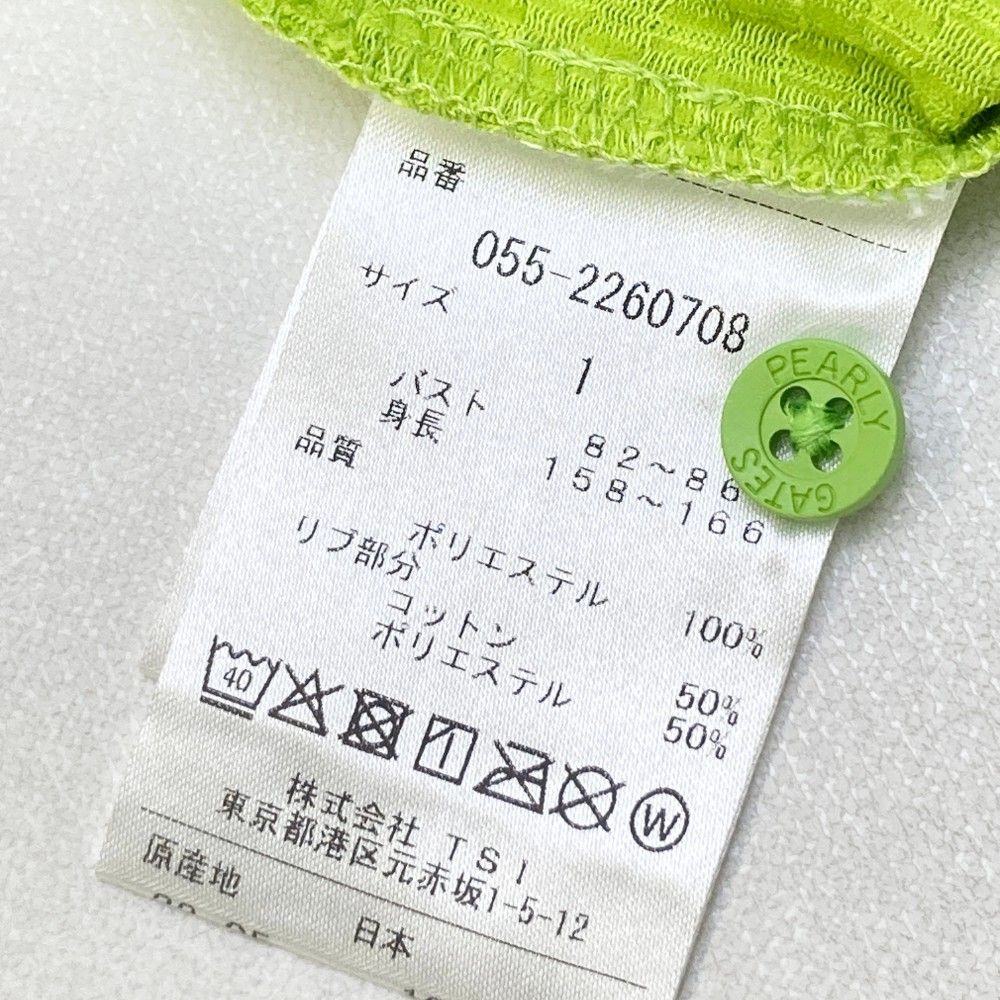 品番
055-2260708
サイズ
1
バスト 82～86
身長 158～166
品質
ポリエステル 100%
リブ部分
コットン 50%
ポリエステル 50%
40
W
株式会社 TSI
東京都港区元赤坂1-5-12
原産地
日本
PEARLY
GATES